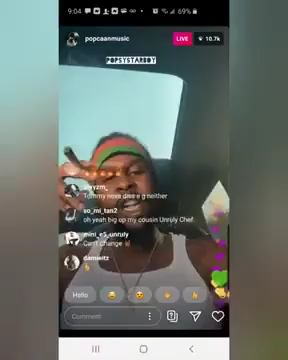 9:04
69%
popcaanmusic
LIVE
10.7k
POPSYSTARBOY
Tommy nova dere g neither
so_mi_tan2
oh yeah big up my cousin Unruly Chef.
mini_e5_unruly
Can't change
damieitz
Hello
Comment